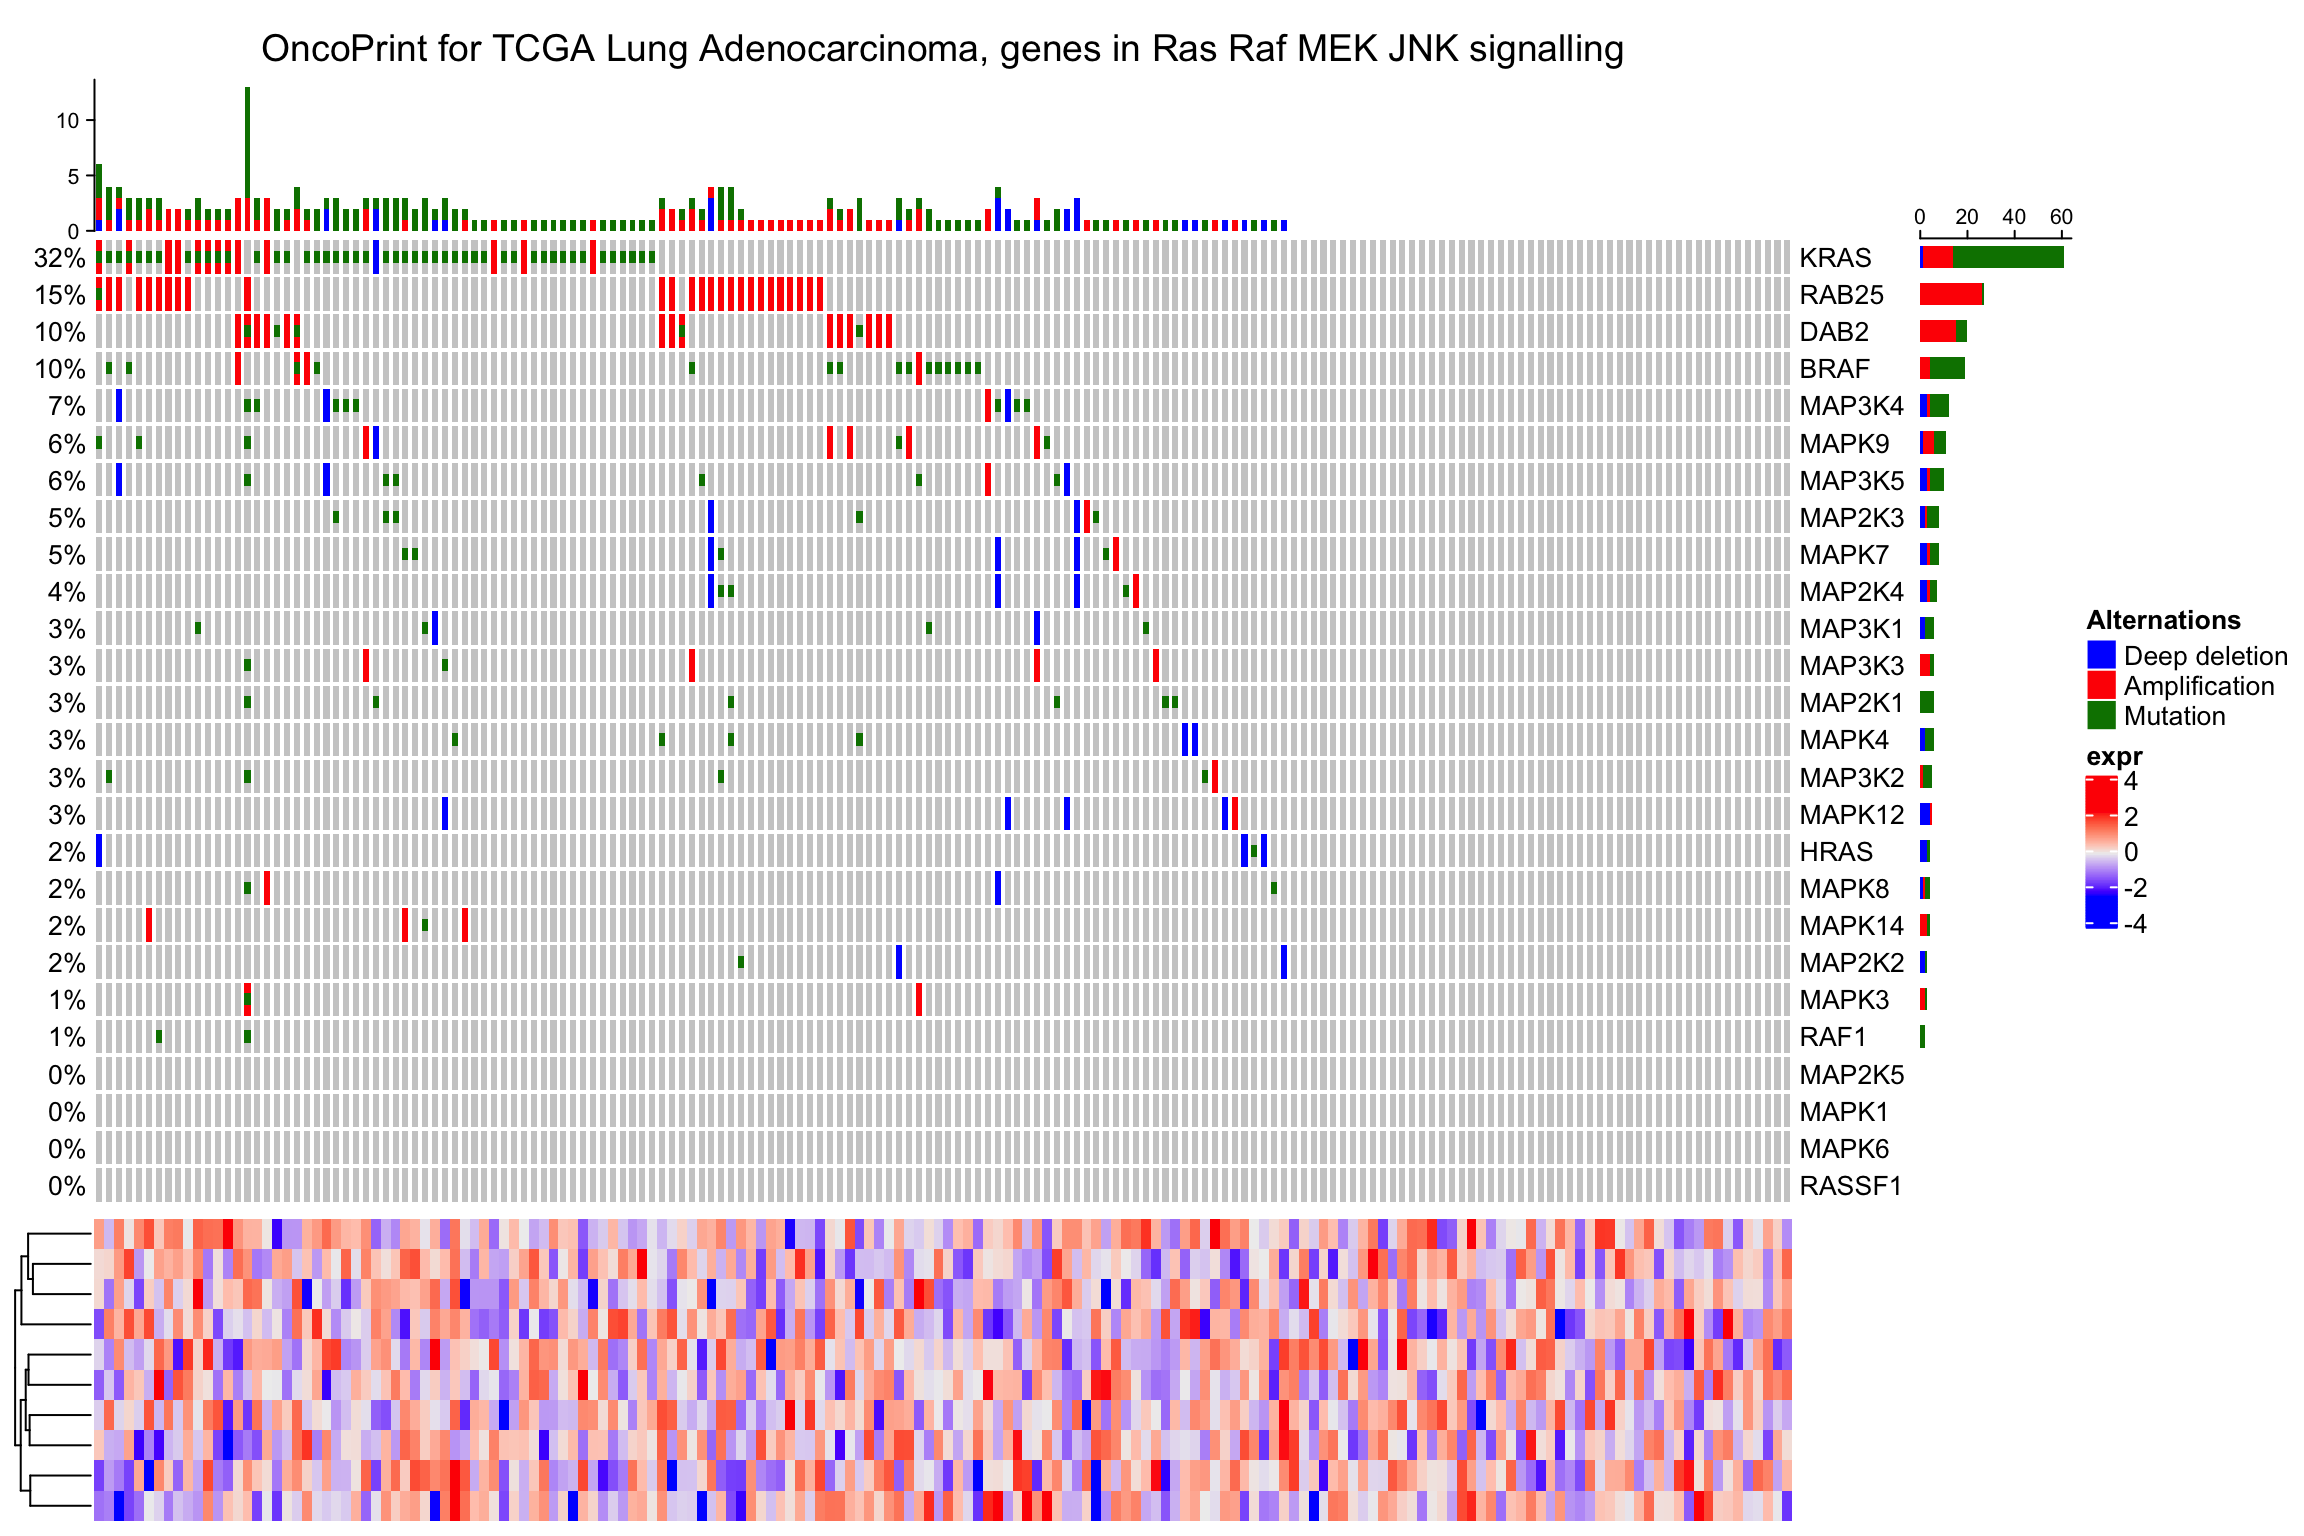 OncoPrint for TCGA Lung Adenocarcinoma, genes in Ras Raf MEK JNK signalling
10
5
0
0 20 40 60
32% KRAS
15% RAB25
10% DAB2
10% BRAF
7% MAP3K4
6% MAPK9
6% MAP3K5
5% MAP2K3
5% MAPK7
4% MAP2K4
3% MAP3K1
3% MAP3K3
3% MAP2K1
3% MAPK4
3% MAP3K2
3% MAPK12
2% HRAS
2% MAPK8
2% MAPK14
2% MAP2K2
1% MAPK3
1% RAF1
0% MAP2K5
0% MAPK1
0% MAPK6
0% RASSF1
Alternations
Deep deletion
Amplification
Mutation
expr
4
2
0
-2
-4